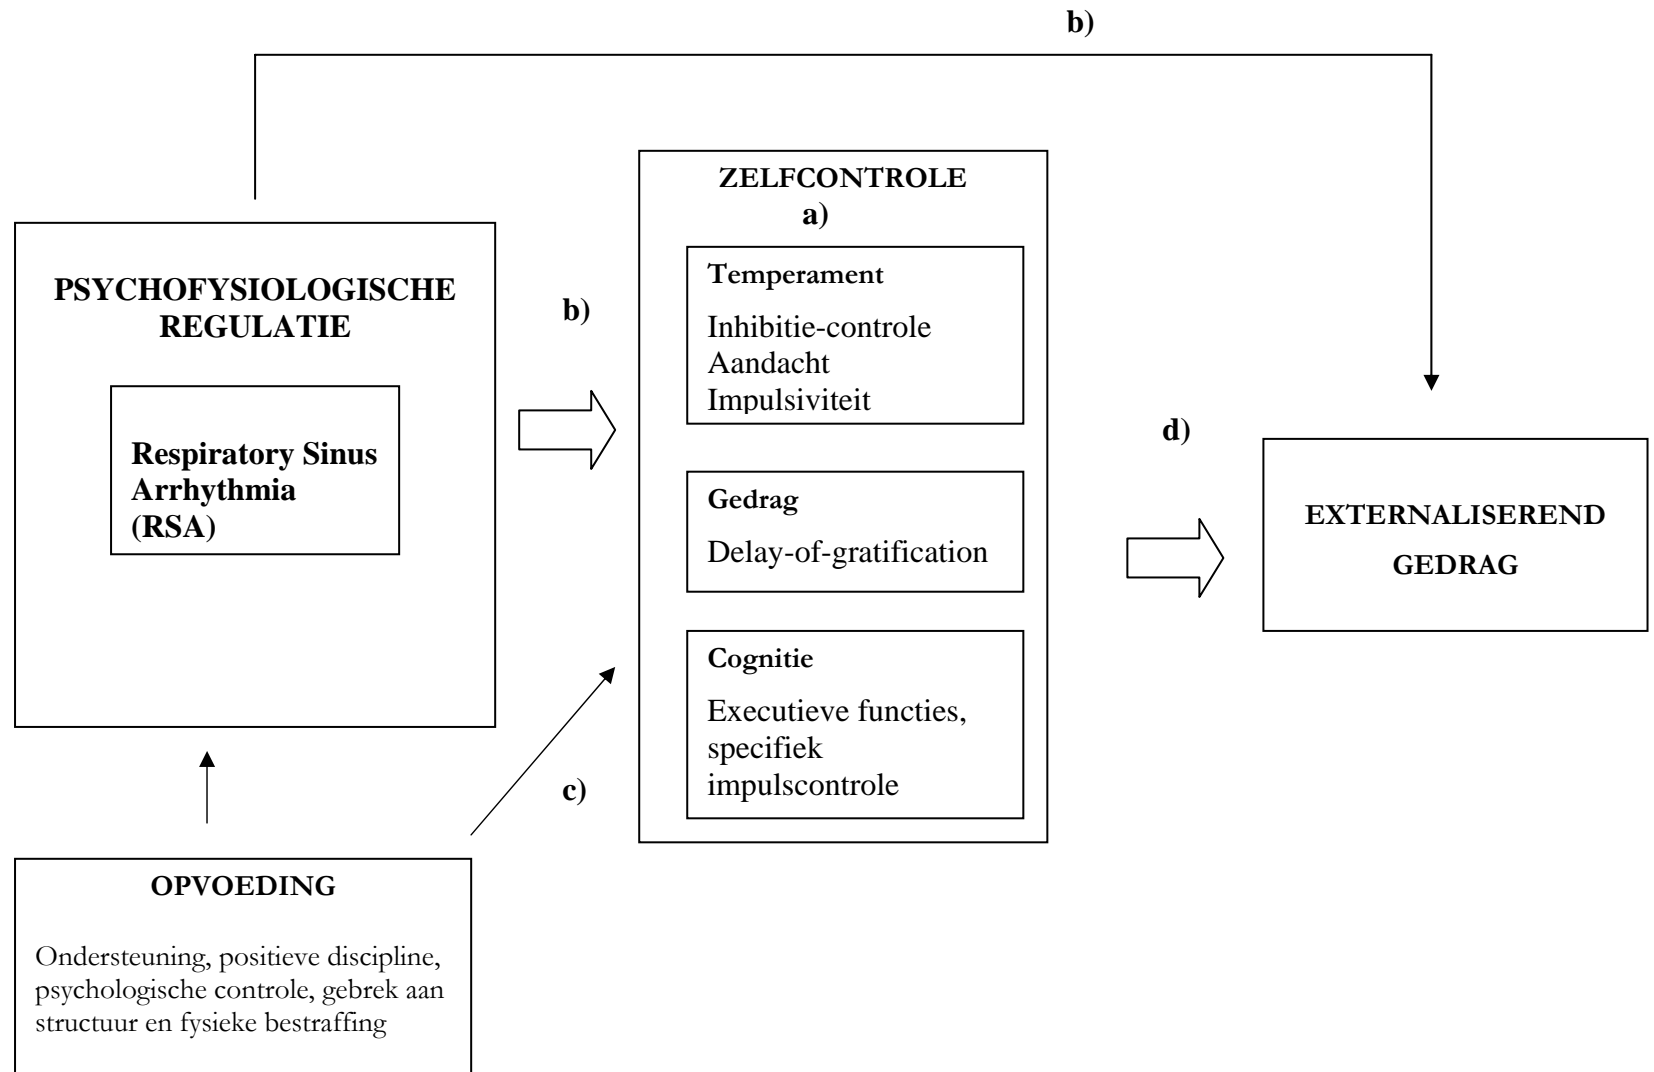 b)
PSYCHOFYSIOLOGISCHE
REGULATIE
Respiratory Sinus
Arrhythmia
(RSA)
b)
ZELFCONTROLE
a)
Temperament
Inhibitie-controle
Aandacht
Impulsiviteit
Gedrag
Delay-of-gratification
Cognitie
Executieve functies,
specifiek
impulscontrole
c)
d)
EXTERNALISEREND
GEDRAG
OPVOEDING
Ondersteuning, positieve discipline,
psychologische controle, gebrek aan
structuur en fysieke bestraffing